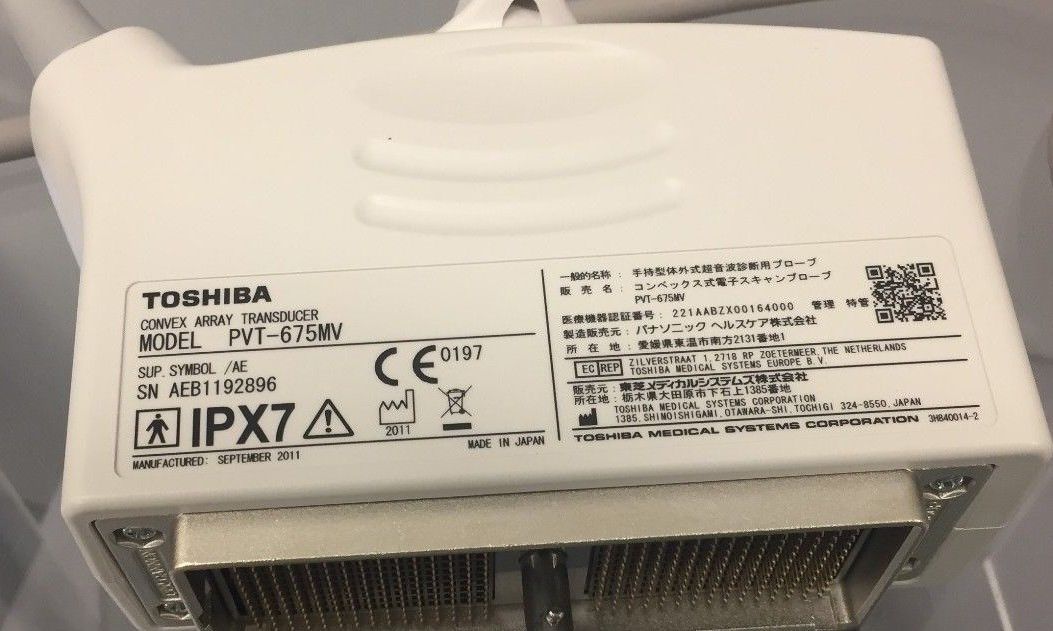 TOSHIBA
CONVEX ARRAY TRANSDUCER
MODEL PVT-675MV
SUP. SYMBOL /AE
SN AEB1192896
CE 0197
IPX7
2011
MANUFACTURED: SEPTEMBER 2011
MADE IN JAPAN
一般的名称: 手持型体外式超音波診断用プローブ
販売名: コンベックス式電子スキャンプローブ
PVT-675MV
医療機器認証番号: 221AABZX00164000 管理 特管
製造販売元: パナソニック ヘルスケア株式会社
所在地: 愛媛県東温市南方2131番地1
EC REP ZILVERSTRAAT 1, 2718 RP ZOETERMEER, THE NETHERLANDS
TOSHIBA MEDICAL SYSTEMS EUROPE B.V.
販売元: 東芝メディカルシステムズ株式会社
所在地: 栃木県大田原市下石上1385番地
TOSHIBA MEDICAL SYSTEMS CORPORATION
1385, SHIMOISHIGAMI, OTAWARA-SHI, TOCHIGI 324-8550, JAPAN
TOSHIBA MEDICAL SYSTEMS CORPORATION 3HB40014-2